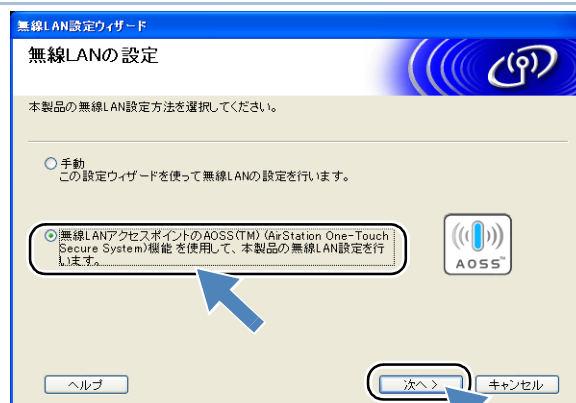 無線LAN設定ウィザード
無線LANの設定
本製品の無線LAN設定方法を選択してください。
手動
この設定ウィザードを使って無線LANの設定を行います。
無線LANアクセスポイントのAOSS(TM) (AirStation One-Touch
Secure System)機能を使用して、本製品の無線LAN設定を行
います。
AOSS™
ヘルプ
次へ >
キャンセル